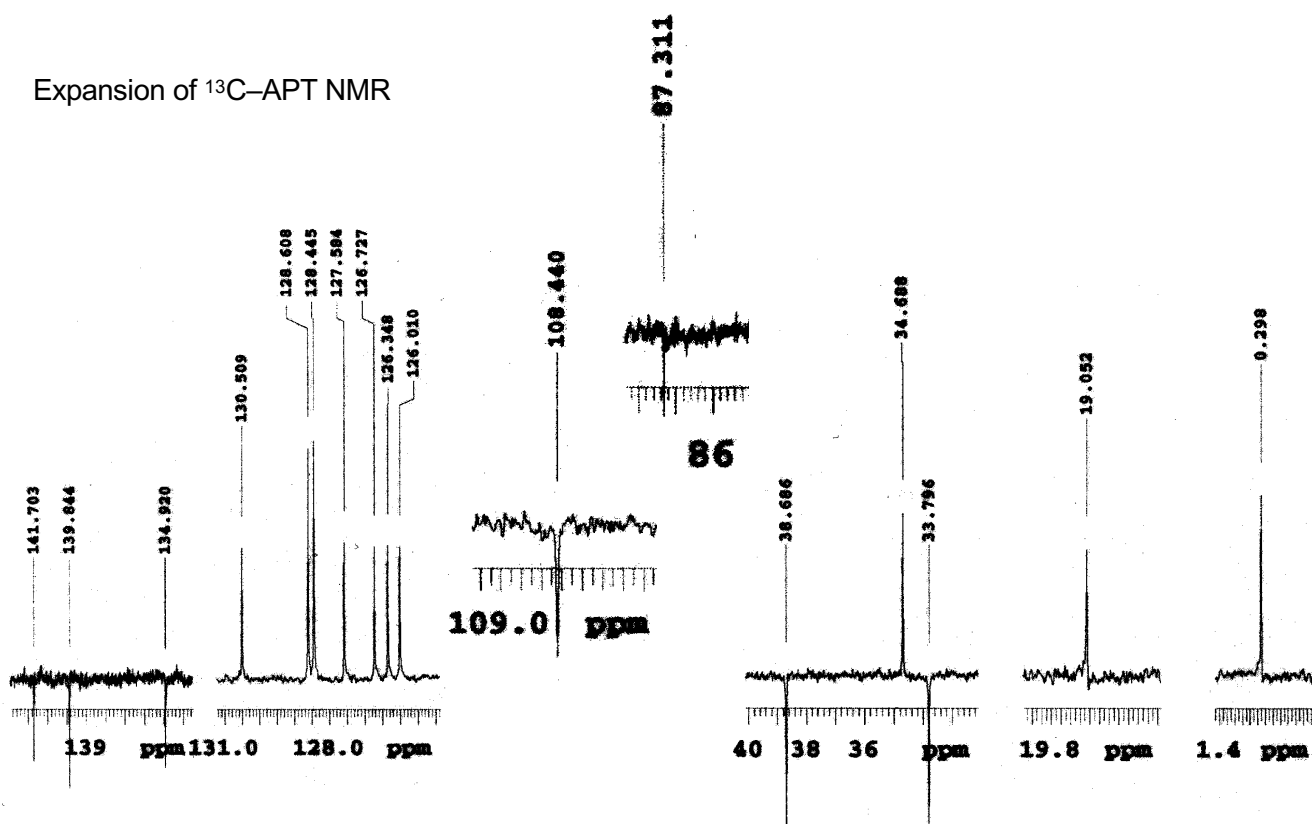 Expansion of ¹³C–APT NMR
87.311
86
108.440
109.0 ppm
141.703
139.844
134.920
139 ppm
130.509
128.608
128.445
127.584
126.727
126.348
126.010
131.0 128.0 ppm
38.686
34.688
33.796
40 38 36 ppm
19.052
19.8 ppm
0.298
1.4 ppm